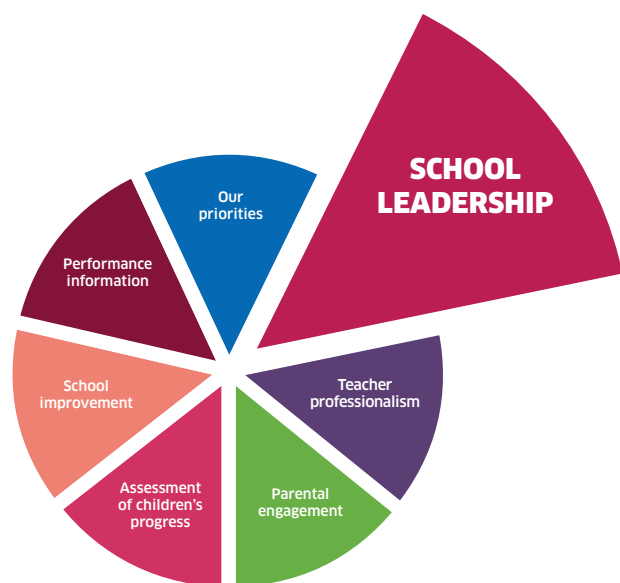 SCHOOL
LEADERSHIP
Our
priorities
Performance
information
Teacher
professionalism
School
improvement
Assessment
of children's
progress
Parental
engagement